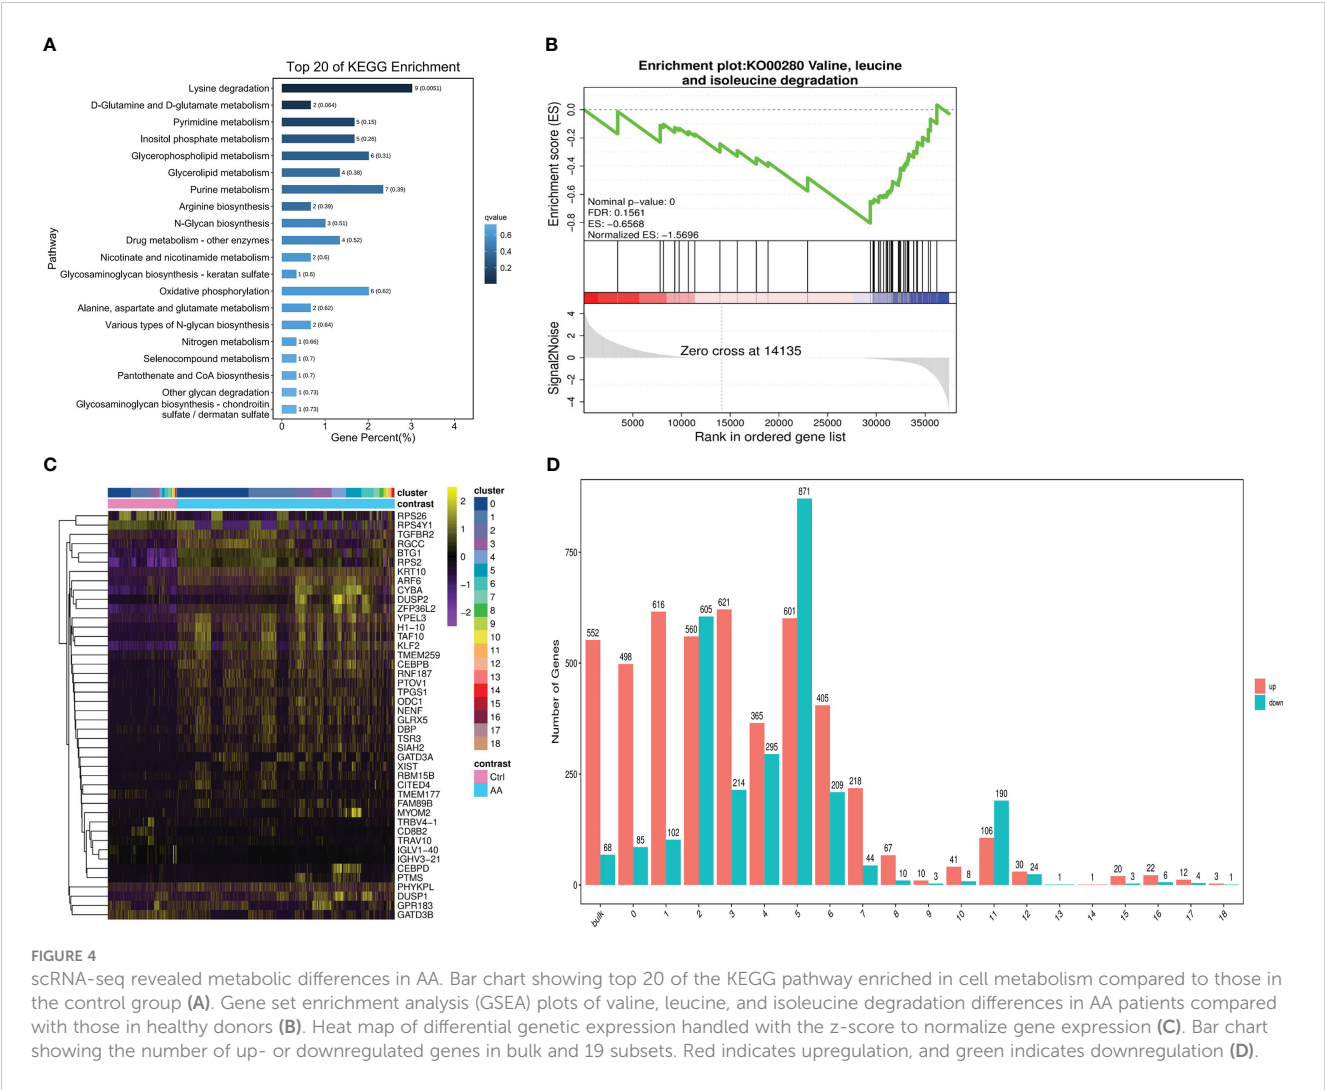 A
Top 20 of KEGG Enrichment
Pathway
Lysine degradation 9 (0.0051)
D-Glutamine and D-glutamate metabolism 2 (0.064)
Pyrimidine metabolism 5 (0.15)
Inositol phosphate metabolism 5 (0.26)
Glycerophospholipid metabolism 6 (0.31)
Glycerolipid metabolism 4 (0.38)
Purine metabolism 7 (0.39)
Arginine biosynthesis 2 (0.39)
N-Glycan biosynthesis 3 (0.51)
Drug metabolism - other enzymes 4 (0.52)
Nicotinate and nicotinamide metabolism 2 (0.6)
Glycosaminoglycan biosynthesis - keratan sulfate 1 (0.6)
Oxidative phosphorylation 6 (0.62)
Alanine, aspartate and glutamate metabolism 2 (0.62)
Various types of N-glycan biosynthesis 2 (0.64)
Nitrogen metabolism 1 (0.66)
Selenocompound metabolism 1 (0.7)
Pantothenate and CoA biosynthesis 1 (0.7)
Other glycan degradation 1 (0.73)
Glycosaminoglycan biosynthesis - chondroitin
sulfate / dermatan sulfate 1 (0.73)
0 1 2 3 4
Gene Percent(%)
qvalue
0.6
0.4
0.2
B
Enrichment plot:KO00280 Valine, leucine
and isoleucine degradation
Enrichment score (ES)
0.0
−0.2
−0.4
−0.6
−0.8
Nominal p−value: 0
FDR: 0.1561
ES: −0.6568
Normalized ES: −1.5696
Signal2Noise
4
2
0
−2
−4
Zero cross at 14135
5000 10000 15000 20000 25000 30000 35000
Rank in ordered gene list
C
cluster
contrast
RPS26
RPS4Y1
TGFBR2
RGCC
BTG1
RPS2
KRT10
ARF6
CYBA
DUSP2
ZFP36L2
YPEL3
H1-10
TAF10
KLF2
TMEM259
CEBPB
RNF187
PTOV1
TPGS1
ODC1
NENF
GLRX5
DBP
TSR3
SIAH2
GATD3A
XIST
RBM15B
CITED4
TMEM177
FAM89B
MYOM2
TRBV4-1
CD8B2
TRAV10
IGLV1-40
IGHV3-21
CEBPD
PTMS
PHYKPL
DUSP1
GPR183
GATD3B
2
1
0
−1
−2
cluster
0
1
2
3
4
5
6
7
8
9
10
11
12
13
14
15
16
17
18
contrast
Ctrl
AA
D
Number of Genes
750
500
250
0
552 68
498 85
616 102
560 605
621 214
365 295
601 871
405 209
218 44
67 10
10 3
41 8
106 190
30 24
1
1
20 3
22 6
12 4
3 1
bulk 0 1 2 3 4 5 6 7 8 9 10 11 12 13 14 15 16 17 18
up
down
FIGURE 4
scRNA-seq revealed metabolic differences in AA. Bar chart showing top 20 of the KEGG pathway enriched in cell metabolism compared to those in
the control group (A). Gene set enrichment analysis (GSEA) plots of valine, leucine, and isoleucine degradation differences in AA patients compared
with those in healthy donors (B). Heat map of differential genetic expression handled with the z-score to normalize gene expression (C). Bar chart
showing the number of up- or downregulated genes in bulk and 19 subsets. Red indicates upregulation, and green indicates downregulation (D).